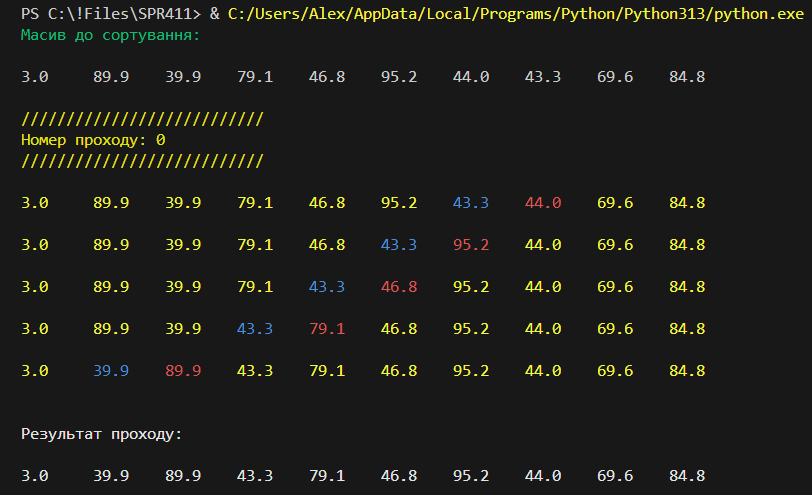 PS C:\!Files\SPR411> & C:/Users/Alex/AppData/Local/Programs/Python/Python313/python.exe
Масив до сортування:
3.0 89.9 39.9 79.1 46.8 95.2 44.0 43.3 69.6 84.8
///////////////////////////
Номер проходу: 0
///////////////////////////
3.0 89.9 39.9 79.1 46.8 95.2 43.3 44.0 69.6 84.8
3.0 89.9 39.9 79.1 46.8 43.3 95.2 44.0 69.6 84.8
3.0 89.9 39.9 79.1 43.3 46.8 95.2 44.0 69.6 84.8
3.0 89.9 39.9 43.3 79.1 46.8 95.2 44.0 69.6 84.8
3.0 39.9 89.9 43.3 79.1 46.8 95.2 44.0 69.6 84.8
Результат проходу:
3.0 39.9 89.9 43.3 79.1 46.8 95.2 44.0 69.6 84.8